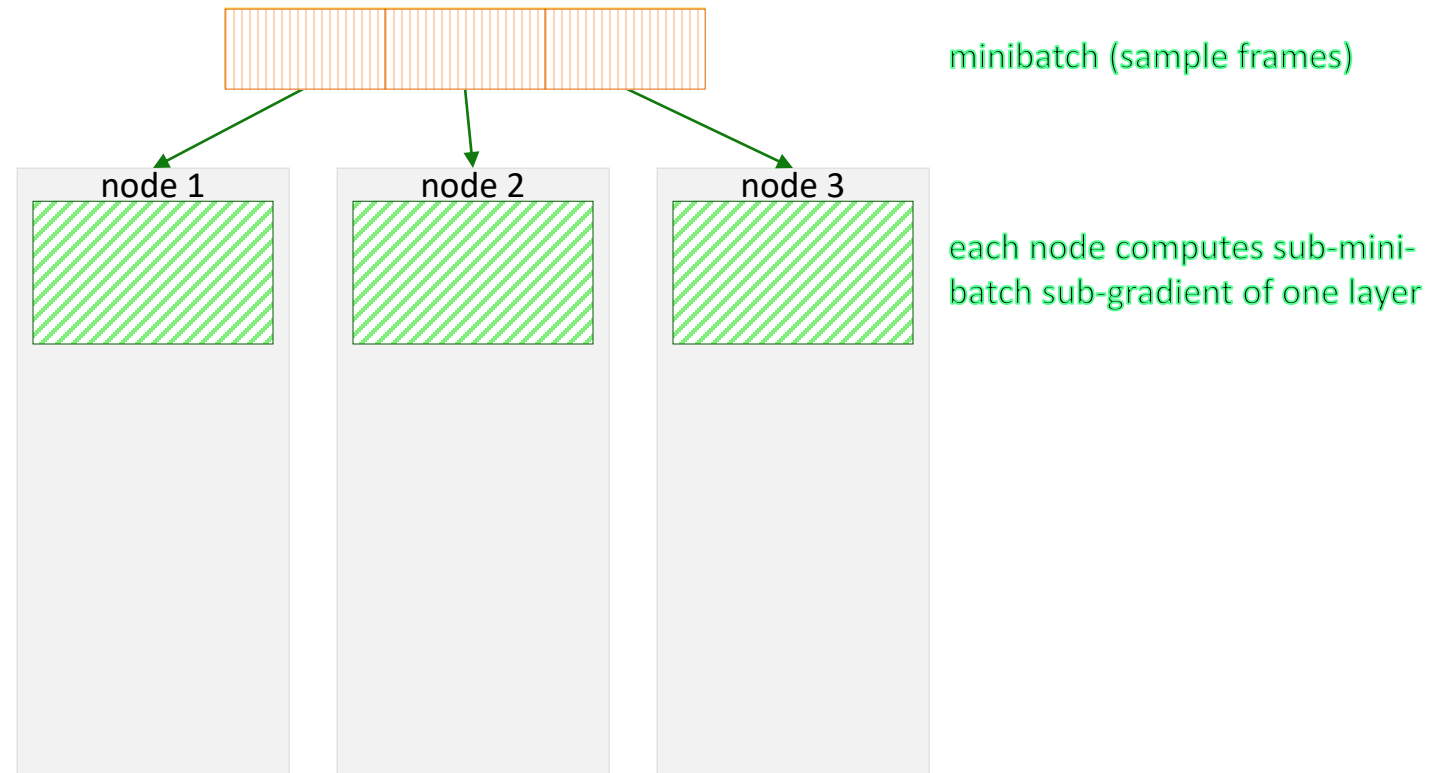 minibatch (sample frames)
node 1
node 2
node 3
each node computes sub-mini-
batch sub-gradient of one layer